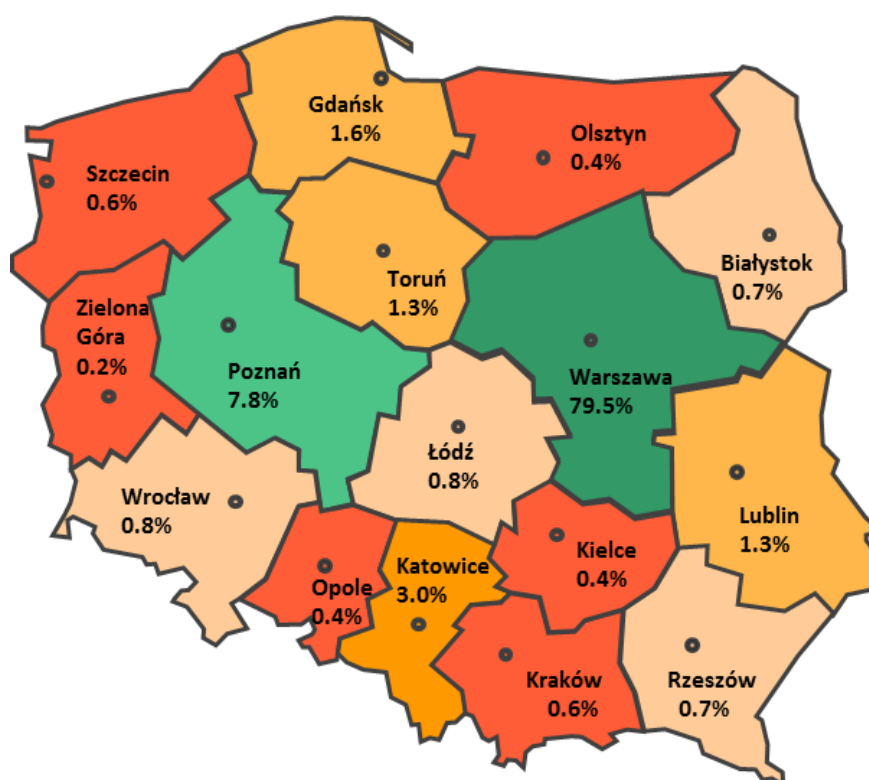 Gdańsk
1.6%
Olsztyn
0.4%
Szczecin
0.6%
Białystok
0.7%
Toruń
1.3%
Zielona
Góra
0.2%
Poznań
7.8%
Warszawa
79.5%
Łódź
0.8%
Wrocław
0.8%
Lublin
1.3%
Kielce
0.4%
Katowice
3.0%
Opole
0.4%
Kraków
0.6%
Rzeszów
0.7%